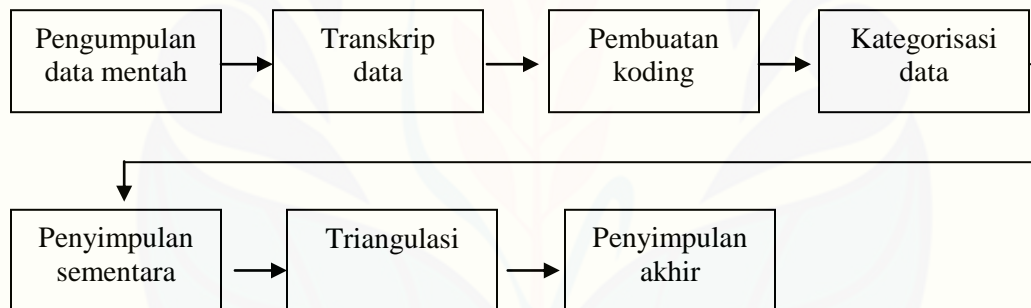 Pengumpulan
data mentah
Transkrip
data
Pembuatan
koding
Kategorisasi
data
Penyimpulan
sementara
Triangulasi
Penyimpulan
akhir